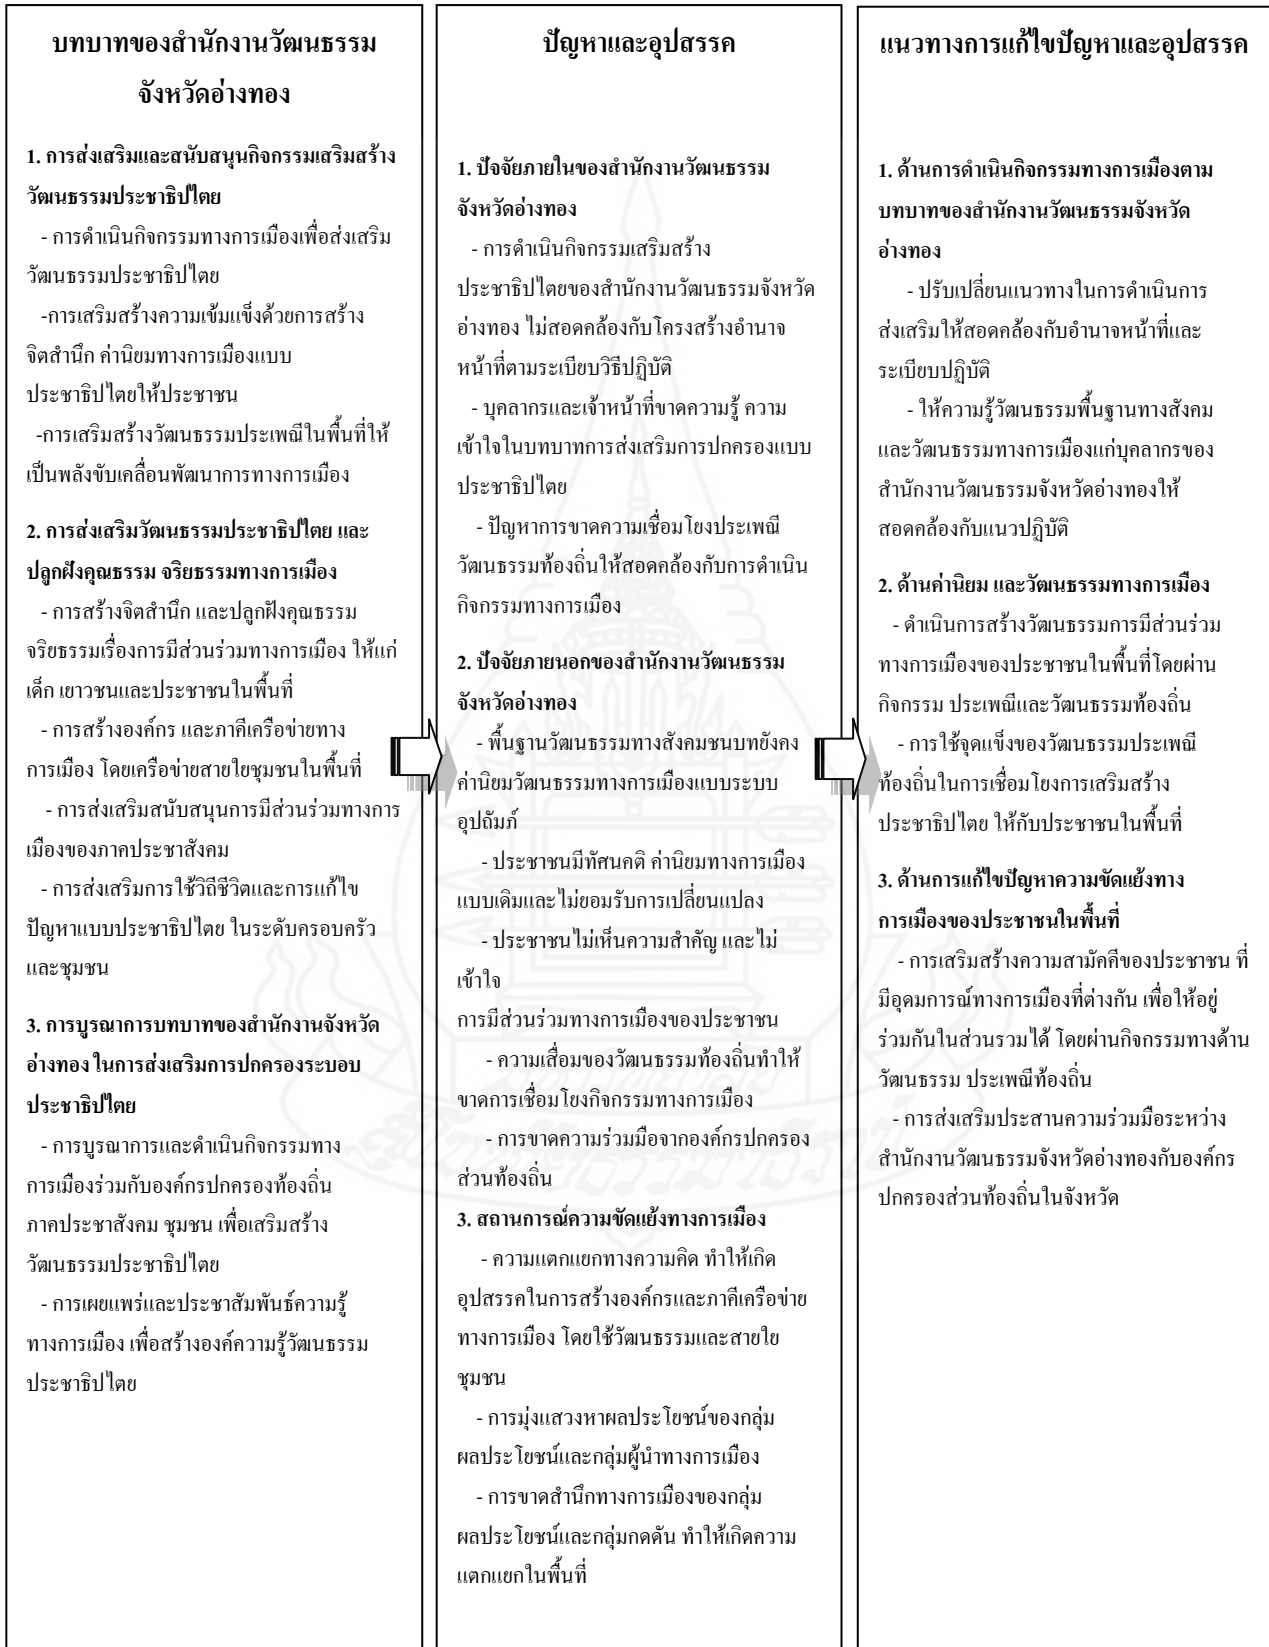 บทบาทของสำนักงานวัฒนธรรม
จังหวัดอ่างทอง
1. การส่งเสริมและสนับสนุนกิจกรรมเสริมสร้าง
วัฒนธรรมประชาธิปไตย
- การดำเนินกิจกรรมทางการเมืองเพื่อส่งเสริม
วัฒนธรรมประชาธิปไตย
-การเสริมสร้างความเข้มแข็งด้วยการสร้าง
จิตสำนึก ค่านิยมทางการเมืองแบบ
ประชาธิปไตยให้ประชาชน
-การเสริมสร้างวัฒนธรรมประเพณีในพื้นที่ให้
เป็นพลังขับเคลื่อนพัฒนาการทางการเมือง
2. การส่งเสริมวัฒนธรรมประชาธิปไตย และ
ปลูกฝังคุณธรรม จริยธรรมทางการเมือง
- การสร้างจิตสำนึก และปลูกฝังคุณธรรม
จริยธรรมเรื่องการมีส่วนร่วมทางการเมือง ให้แก่
เด็ก เยาวชนและประชาชนในพื้นที่
- การสร้างองค์กร และภาคีเครือข่ายทาง
การเมือง โดยเครือข่ายสายใยชุมชนในพื้นที่
- การส่งเสริมสนับสนุนการมีส่วนร่วมทางการ
เมืองของภาคประชาสังคม
- การส่งเสริมการใช้วิถีชีวิตและการแก้ไข
ปัญหาแบบประชาธิปไตย ในระดับครอบครัว
และชุมชน
3. การบูรณาการบทบาทของสำนักงานจังหวัด
อ่างทอง ในการส่งเสริมการปกครองระบอบ
ประชาธิปไตย
- การบูรณาการและดำเนินกิจกรรมทาง
การเมืองร่วมกับองค์กรปกครองท้องถิ่น
ภาคประชาสังคม ชุมชน เพื่อเสริมสร้าง
วัฒนธรรมประชาธิปไตย
- การเผยแพร่และประชาสัมพันธ์ความรู้
ทางการเมือง เพื่อสร้างองค์ความรู้วัฒนธรรม
ประชาธิปไตย
ปัญหาและอุปสรรค
1. ปัจจัยภายในของสำนักงานวัฒนธรรม
จังหวัดอ่างทอง
- การดำเนินกิจกรรมเสริมสร้าง
ประชาธิปไตยของสำนักงานวัฒนธรรมจังหวัด
อ่างทอง ไม่สอดคล้องกับโครงสร้างอำนาจ
หน้าที่ตามระเบียบวิธีปฏิบัติ
- บุคลากรและเจ้าหน้าที่ขาดความรู้ ความ
เข้าใจในบทบาทการส่งเสริมการปกครองแบบ
ประชาธิปไตย
- ปัญหาการขาดความเชื่อมโยงประเพณี
วัฒนธรรมท้องถิ่นให้สอดคล้องกับการดำเนิน
กิจกรรมทางการเมือง
2. ปัจจัยภายนอกของสำนักงานวัฒนธรรม
จังหวัดอ่างทอง
- พื้นฐานวัฒนธรรมทางสังคมชนบทยังคง
ค่านิยมวัฒนธรรมทางการเมืองแบบระบบ
อุปถัมภ์
- ประชาชนมีทัศนคติ ค่านิยมทางการเมือง
แบบเดิมและไม่ยอมรับการเปลี่ยนแปลง
- ประชาชนไม่เห็นความสำคัญ และไม่
เข้าใจ
การมีส่วนร่วมทางการเมืองของประชาชน
- ความเสื่อมของวัฒนธรรมท้องถิ่นทำให้
ขาดการเชื่อมโยงกิจกรรมทางการเมือง
- การขาดความร่วมมือจากองค์กรปกครอง
ส่วนท้องถิ่น
3. สถานการณ์ความขัดแย้งทางการเมือง
- ความแตกแยกทางความคิด ทำให้เกิด
อุปสรรคในการสร้างองค์กรและภาคีเครือข่าย
ทางการเมือง โดยใช้วัฒนธรรมและสายใย
ชุมชน
- การมุ่งแสวงหาผลประโยชน์ของกลุ่ม
ผลประโยชน์และกลุ่มผู้นำทางการเมือง
- การขาดสำนึกทางการเมืองของกลุ่ม
ผลประโยชน์และกลุ่มกดดัน ทำให้เกิดความ
แตกแยกในพื้นที่
แนวทางการแก้ไขปัญหาและอุปสรรค
1. ด้านการดำเนินกิจกรรมทางการเมืองตาม
บทบาทของสำนักงานวัฒนธรรมจังหวัด
อ่างทอง
- ปรับเปลี่ยนแนวทางในการดำเนินการ
ส่งเสริมให้สอดคล้องกับอำนาจหน้าที่และ
ระเบียบปฏิบัติ
- ให้ความรู้วัฒนธรรมพื้นฐานทางสังคม
และวัฒนธรรมทางการเมืองแก่บุคลากรของ
สำนักงานวัฒนธรรมจังหวัดอ่างทองให้
สอดคล้องกับแนวปฏิบัติ
2. ด้านค่านิยม และวัฒนธรรมทางการเมือง
- ดำเนินการสร้างวัฒนธรรมการมีส่วนร่วม
ทางการเมืองของประชาชนในพื้นที่โดยผ่าน
กิจกรรม ประเพณีและวัฒนธรรมท้องถิ่น
- การใช้จุดแข็งของวัฒนธรรมประเพณี
ท้องถิ่นในการเชื่อมโยงการเสริมสร้าง
ประชาธิปไตย ให้กับประชาชนในพื้นที่
3. ด้านการแก้ไขปัญหาความขัดแย้งทาง
การเมืองของประชาชนในพื้นที่
- การเสริมสร้างความสามัคคีของประชาชน ที่
มีอุดมการณ์ทางการเมืองที่ต่างกัน เพื่อให้อยู่
ร่วมกันในส่วนรวมได้ โดยผ่านกิจกรรมทางด้าน
วัฒนธรรม ประเพณีท้องถิ่น
- การส่งเสริมประสานความร่วมมือระหว่าง
สำนักงานวัฒนธรรมจังหวัดอ่างทองกับองค์กร
ปกครองส่วนท้องถิ่นในจังหวัด